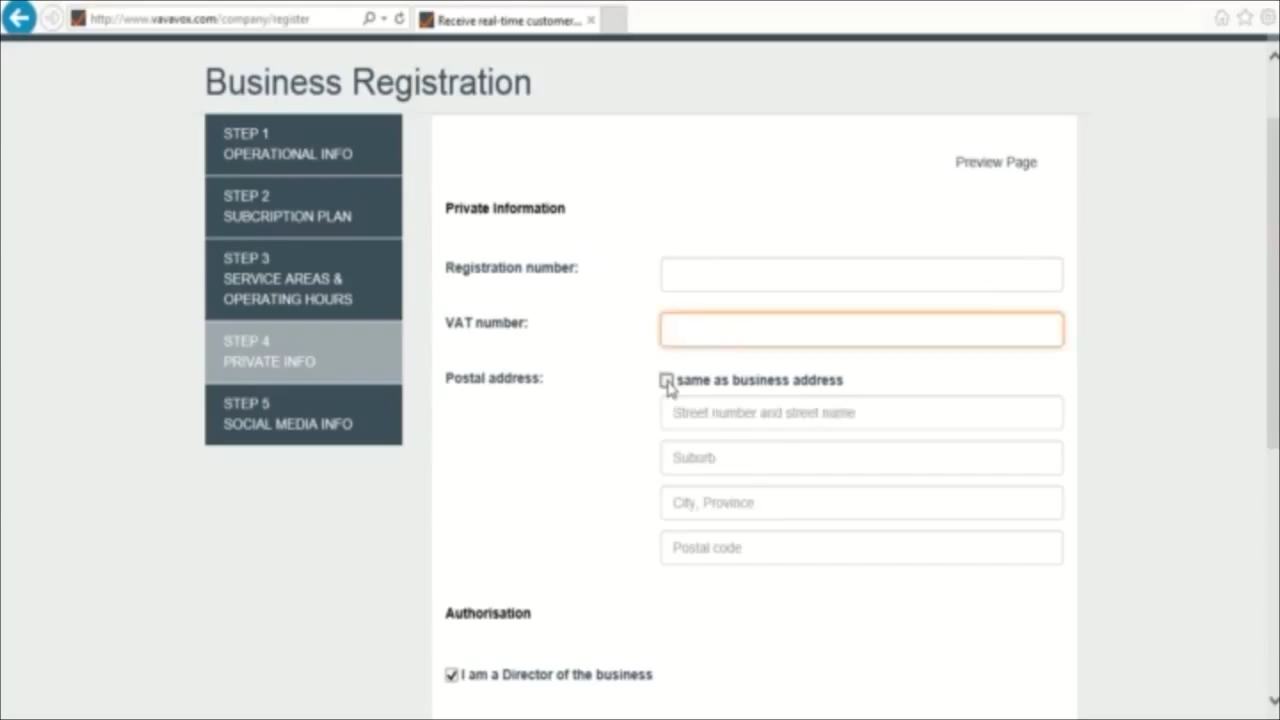 http://www.vavavox.com/company/register
Receive real-time customer...
Business Registration
STEP 1
OPERATIONAL INFO
STEP 2
SUBCRIPTION PLAN
STEP 3
SERVICE AREAS &
OPERATING HOURS
STEP 4
PRIVATE INFO
STEP 5
SOCIAL MEDIA INFO
Preview Page
Private Information
Registration number:
VAT number:
Postal address:
same as business address
Street number and street name
Suburb
City, Province
Postal code
Authorisation
I am a Director of the business